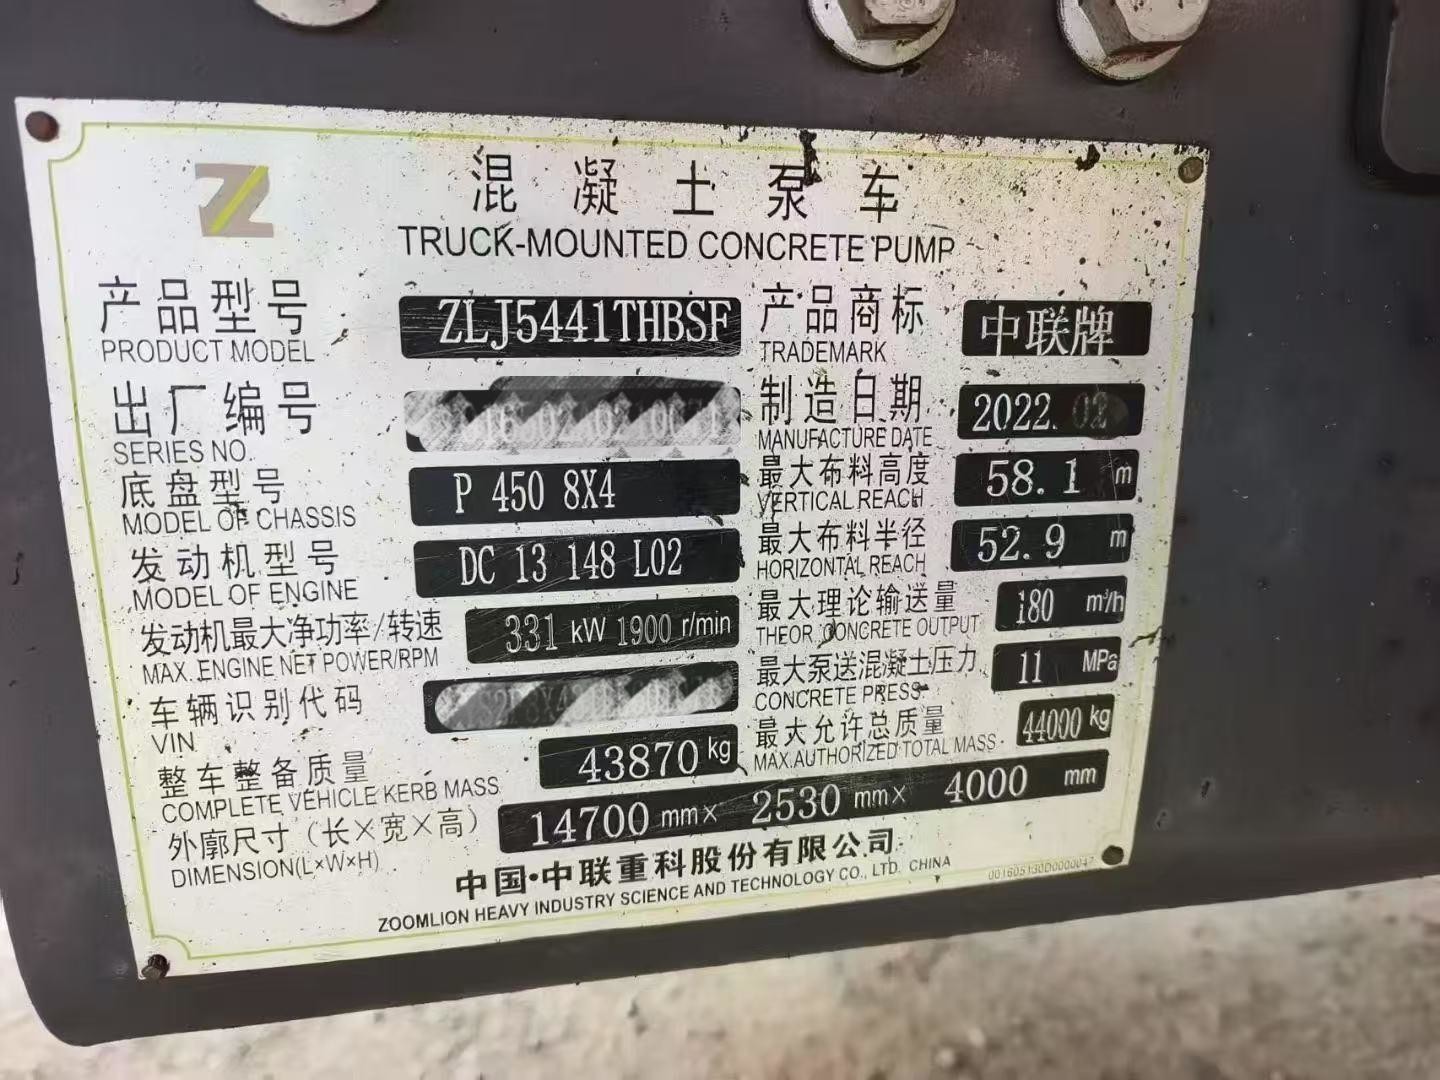 混凝土泵车
TRUCK-MOUNTED CONCRETE PUMP
产品型号 ZLJ5441THBSF
PRODUCT MODEL
产品商标 中联牌
TRADEMARK
出厂编号
SERIES NO.
制造日期 2022.02
MANUFACTURE DATE
底盘型号 P 450 8X4
MODEL OF CHASSIS
最大布料高度 58.1 m
VERTICAL REACH
发动机型号 DC 13 148 L02
MODEL OF ENGINE
最大布料半径 52.9 m
HORIZONTAL REACH
发动机最大净功率/转速 331 kW 1900 r/min
MAX. ENGINE NET POWER/RPM
最大理论输送量 180 m³/h
THEOR. CONCRETE OUTPUT
车辆识别代码
VIN
最大泵送混凝土压力 11 MPa
CONCRETE PRESS.
整车整备质量 43870 kg
COMPLETE VEHICLE KERB MASS
最大允许总质量 44000 kg
MAX.AUTHORIZED TOTAL MASS
外廓尺寸（长×宽×高） 14700 mm× 2530 mm× 4000 mm
DIMENSION(L×W×H)
中国·中联重科股份有限公司
ZOOMLION HEAVY INDUSTRY SCIENCE AND TECHNOLOGY CO., LTD. CHINA
001605130D0000047